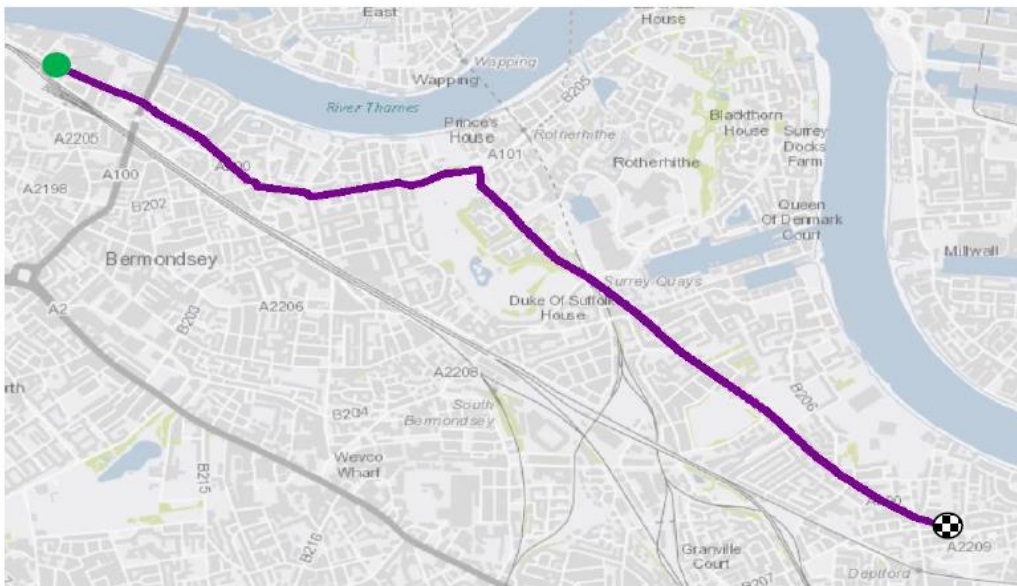 East
House
Wapping
Wapping
B205
River Thames
Prince's
House
Rotherhithe
Blackthorn
House
Surrey
Docks
Farm
A2205
A101
Rotherhithe
A100
A2198
B202
Queen
Of Denmark
Court
Bermondsey
Millwall
Surrey Quays
A2206
Duke Of Suffolk
House
A2
B203
A2208
South
Bermondsey
B204
B206
Wevco
Wharf
B215
B216
A2209
Granville
Court
Deptford
B207